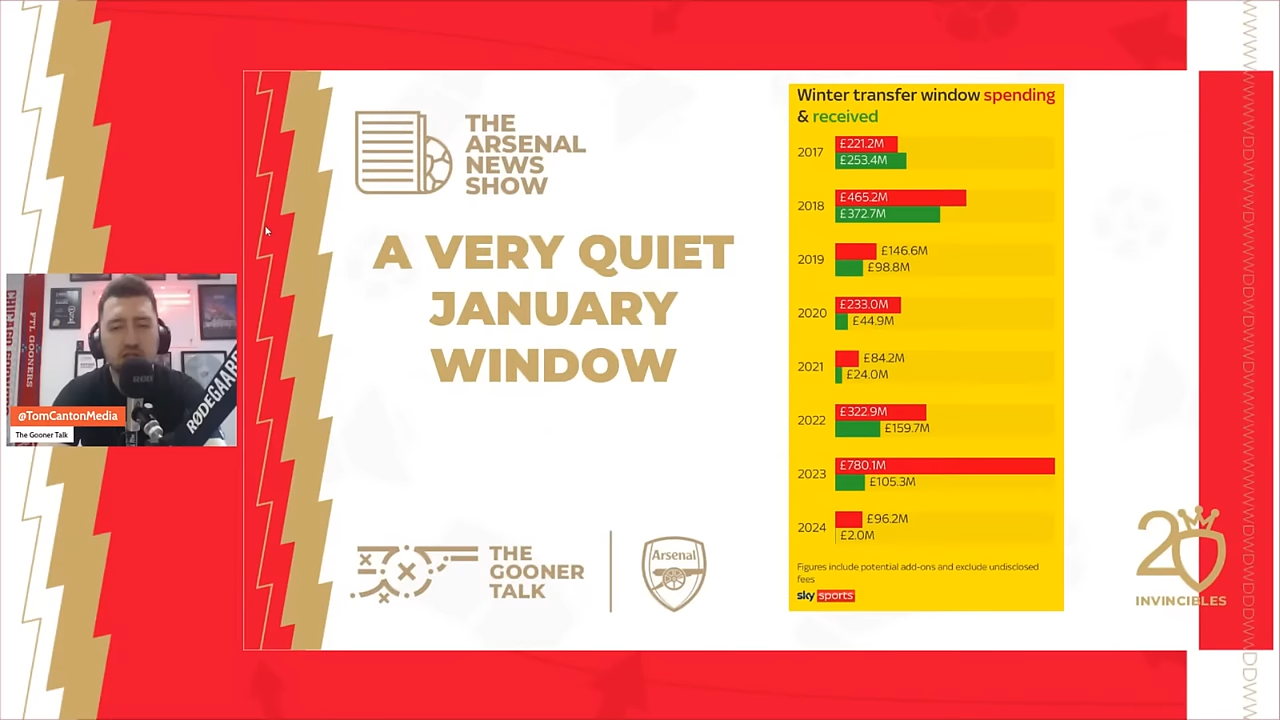 THE
ARSENAL
NEWS
SHOW
A VERY QUIET
JANUARY
WINDOW
Winter transfer window spending
& received
2017
£221.2M
£253.4M
2018
£465.2M
£372.7M
2019
£146.6M
£98.8M
2020
£233.0M
£44.9M
2021
£84.2M
£24.0M
2022
£322.9M
£159.7M
2023
£780.1M
£105.3M
2024
£96.2M
£2.0M
Figures include potential add-ons and exclude undisclosed
fees
sky sports
FTL GOONERS
RØDE
@TomCantonMedia
The Gooner Talk
THE
GOONER
TALK
Arsenal
20
INVINCIBLES